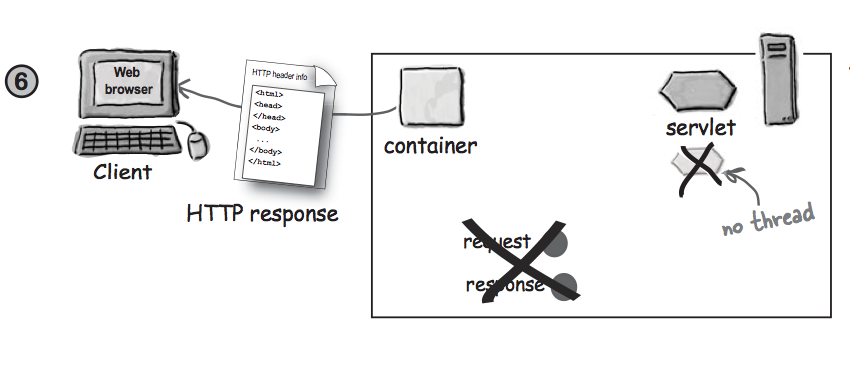 6
Web
browser
Client
HTTP header info
<html>
<head>
</head>
<body>
...
</body>
</html>
HTTP response
container
servlet
no thread
request
response